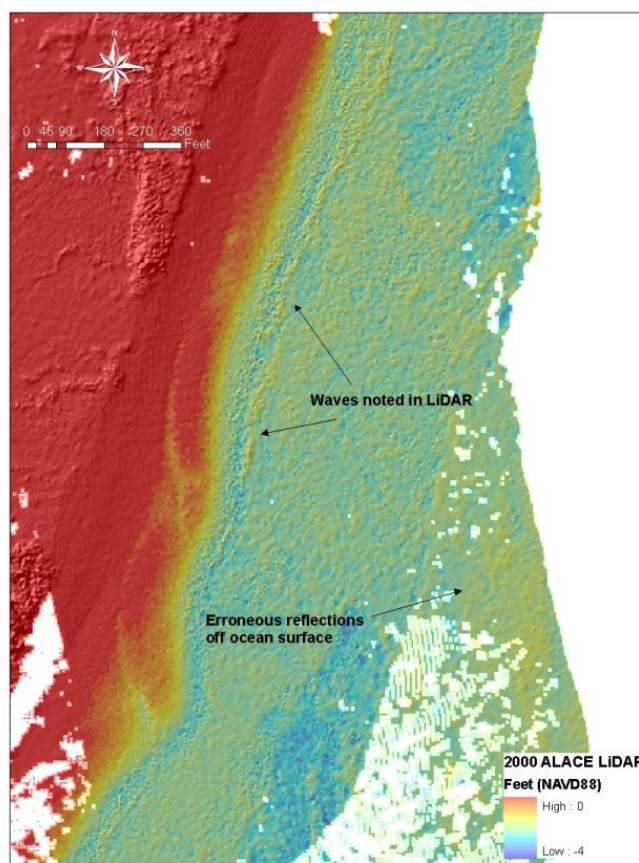 N
W
E
S
0 45 90 180 270 360
Feet
Waves noted in LiDAR
Erroneous reflections
off ocean surface
2000 ALACE LiDAR
Feet (NAVD88)
High : 0
Low : -4